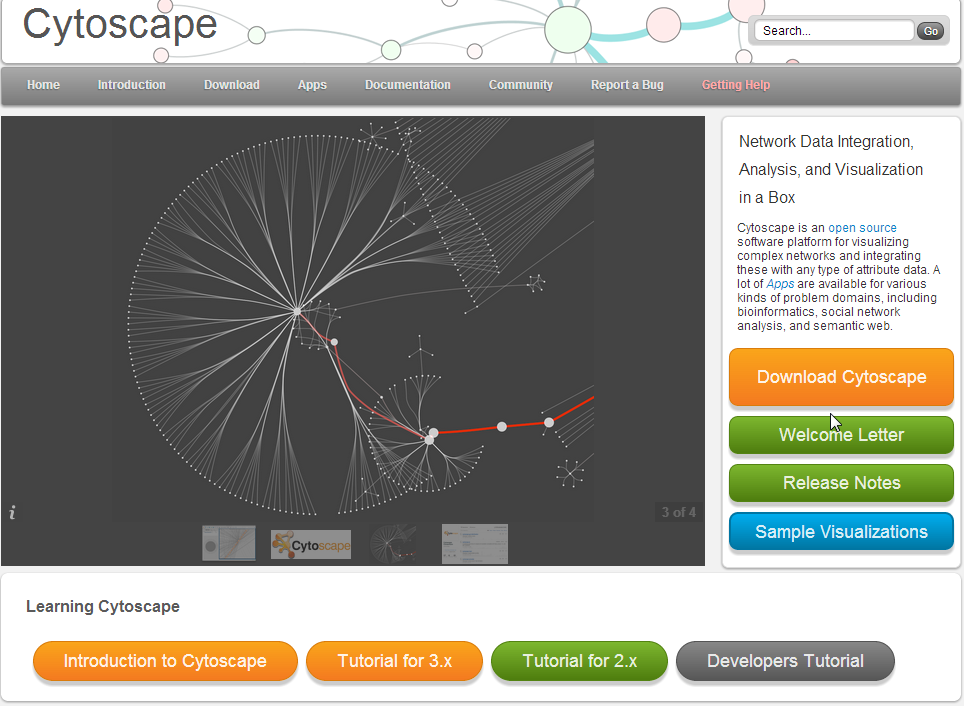 Cytoscape
Search...
Go
Home
Introduction
Download
Apps
Documentation
Community
Report a Bug
Getting Help
3 of 4
i
Cytoscape
Network Data Integration,
Analysis, and Visualization
in a Box
Cytoscape is an open source
software platform for visualizing
complex networks and integrating
these with any type of attribute data. A
lot of Apps are available for various
kinds of problem domains, including
bioinformatics, social network
analysis, and semantic web.
Download Cytoscape
Welcome Letter
Release Notes
Sample Visualizations
Learning Cytoscape
Introduction to Cytoscape
Tutorial for 3.x
Tutorial for 2.x
Developers Tutorial